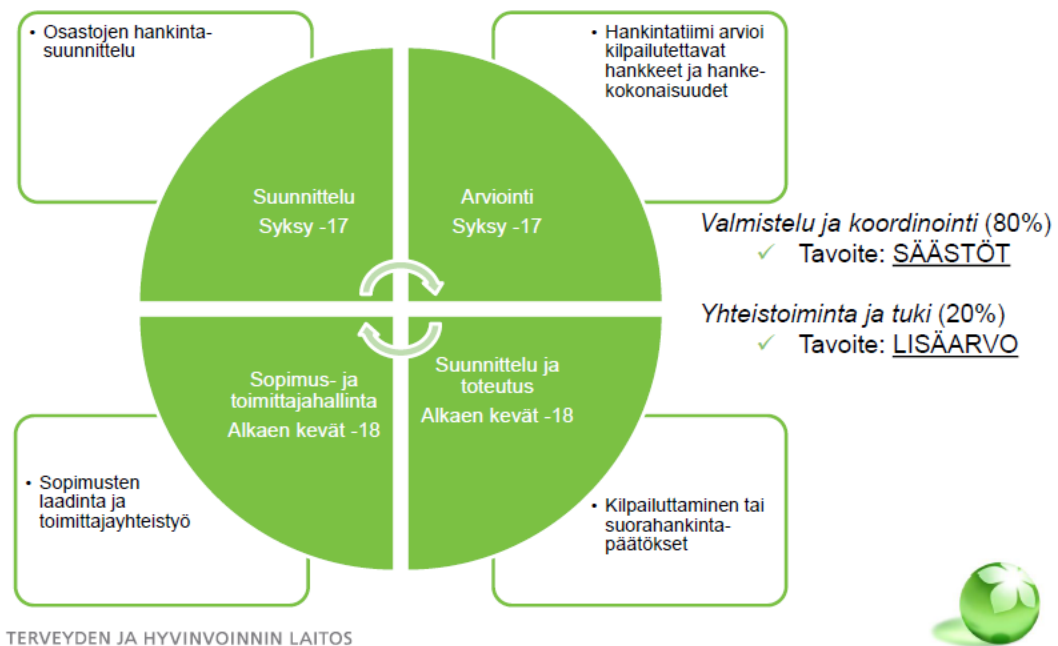 • Osastojen hankinta-
suunnittelu
• Hankintatiimi arvioi
kilpailutettavat
hankkeet ja hanke-
kokonaisuudet
Suunnittelu
Syksy -17
Arviointi
Syksy -17
Valmistelu ja koordinointi (80%)
✓ Tavoite: SÄÄSTÖT
Yhteistoiminta ja tuki (20%)
✓ Tavoite: LISÄARVO
Sopimus- ja
toimittajahallinta
Alkaen kevät -18
Suunnittelu ja
toteutus
Alkaen kevät -18
• Sopimusten
laadinta ja
toimittajayhteistyö
• Kilpailuttaminen tai
suorahankinta-
päätökset
TERVEYDEN JA HYVINVOINNIN LAITOS